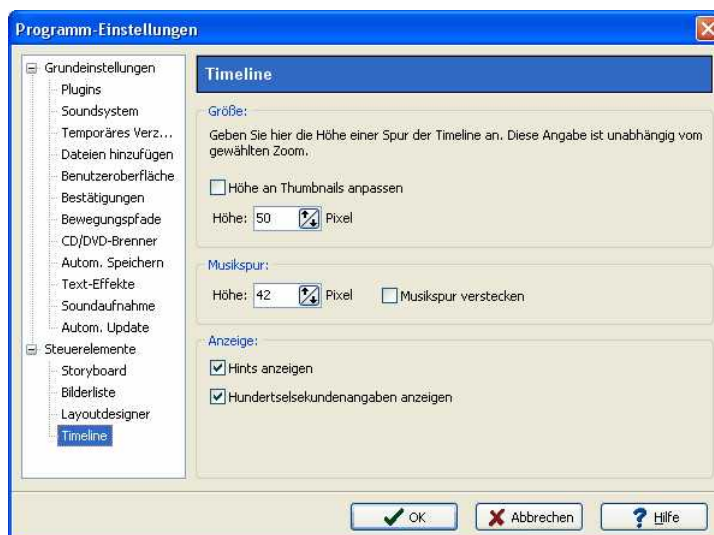 Programm-Einstellungen
Grundeinstellungen
Plugins
Soundsystem
Temporäres Verz...
Dateien hinzufügen
Benutzeroberfläche
Bestätigungen
Bewegungspfade
CD/DVD-Brenner
Autom. Speichern
Text-Effekte
Soundaufnahme
Autom. Update
Steuerelemente
Storyboard
Bilderliste
Layoutdesigner
Timeline
Timeline
Größe:
Geben Sie hier die Höhe einer Spur der Timeline an. Diese Angabe ist unabhängig vom
gewählten Zoom.
Höhe an Thumbnails anpassen
Höhe: 50 Pixel
Musikspur:
Höhe: 42 Pixel Musikspur verstecken
Anzeige:
Hints anzeigen
Hundertselsekundenangaben anzeigen
OK Abbrechen Hilfe